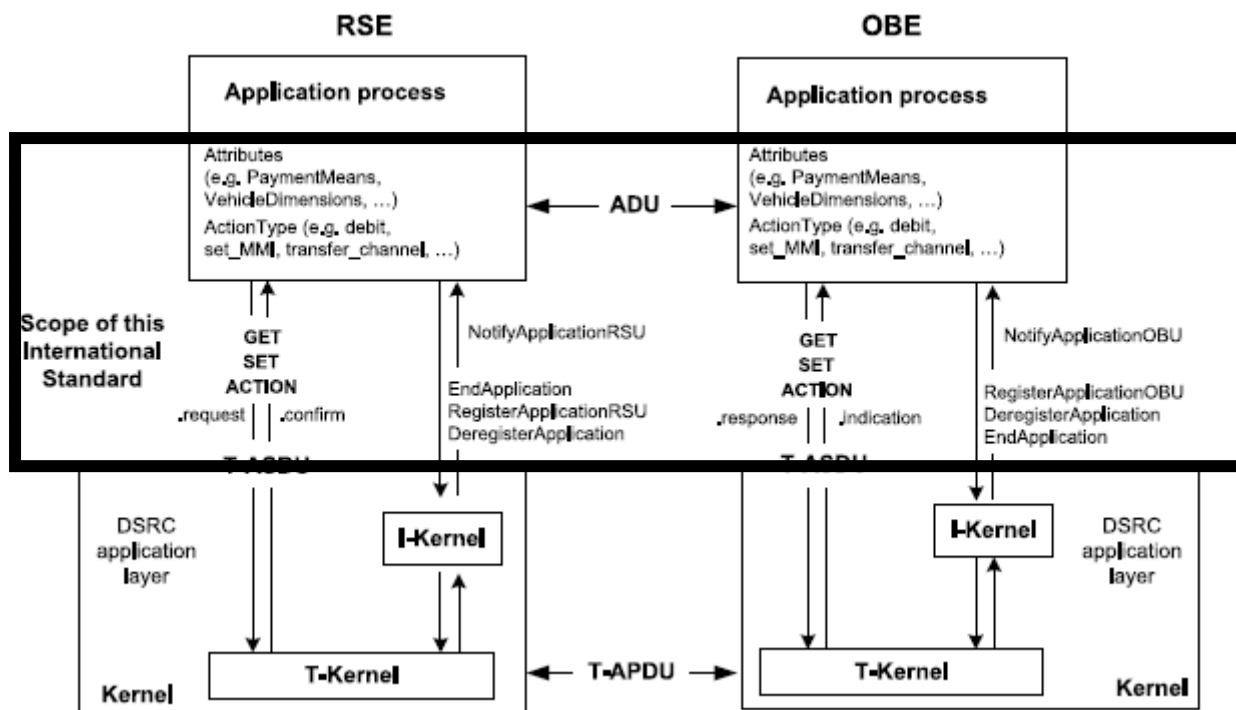 RSE
OBE
Application process
Attributes
(e.g. PaymentMeans,
VehicleDimensions, …)
ActionType (e.g. debit,
set_MMI, transfer_channel, …)
ADU
Application process
Attributes
(e.g. PaymentMeans,
VehicleDimensions, …)
ActionType (e.g. debit,
set_MMI, transfer_channel, …)
Scope of this
International
Standard
GET
SET
ACTION
.request
.confirm
T-ASDU
NotifyApplicationRSU
EndApplication
RegisterApplicationRSU
DeregisterApplication
GET
SET
ACTION
.response
.indication
T-ASDU
NotifyApplicationOBU
RegisterApplicationOBU
DeregisterApplication
EndApplication
DSRC
application
layer
I-Kernel
T-Kernel
Kernel
T-APDU
I-Kernel
DSRC
application
layer
T-Kernel
Kernel